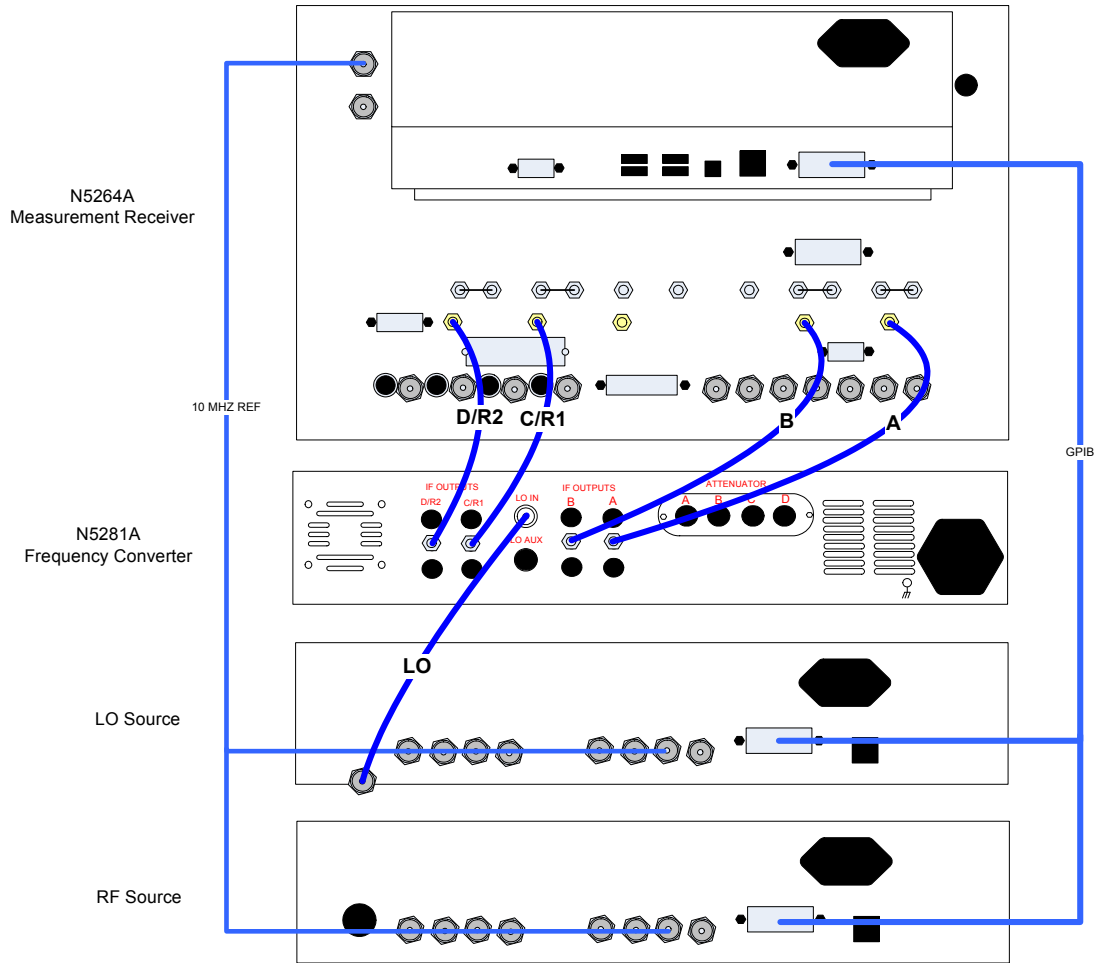 N5264A
Measurement Receiver
10 MHZ REF
D/R2
C/R1
B
A
GPIB
N5281A
Frequency Converter
IF OUTPUTS
D/R2
C/R1
LO IN
LO AUX
IF OUTPUTS
B
A
ATTENUATOR
A
B
C
D
LO
LO Source
RF Source